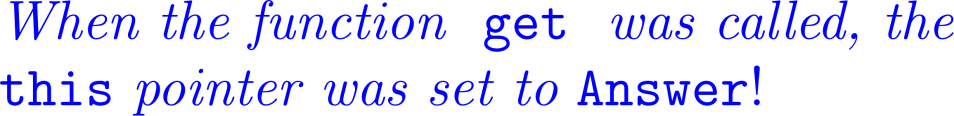 When the function get was called, the
this pointer was set to Answer!